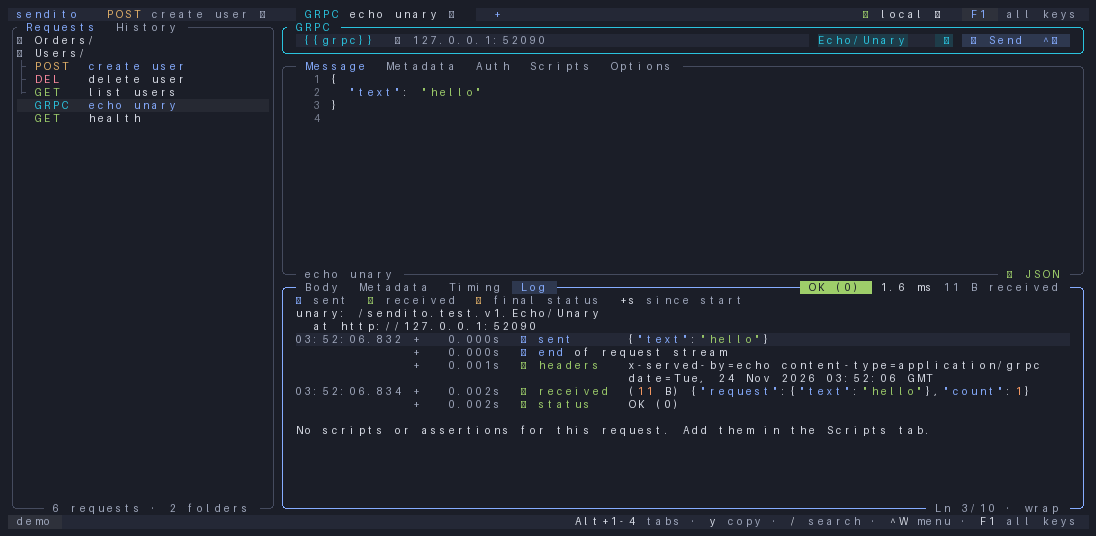 sendito POST create user GRPC echo unary + local F1 all keys
Requests History
GRPC
Orders/
Users/
POST create user
DEL delete user
GET list users
GRPC echo unary
GET health
6 requests · 2 folders
{{grpc}} 127.0.0.1:52090 Echo/Unary Send ^
Message Metadata Auth Scripts Options
1 {
2 "text": "hello"
3 }
4
echo unary JSON
Body Metadata Timing Log OK (0) 1.6 ms 11 B received
sent received final status +s since start
unary: /sendito.test.v1.Echo/Unary
at http://127.0.0.1:52090
03:52:06.832 + 0.000s sent {"text":"hello"}
+ 0.000s end of request stream
+ 0.001s headers x-served-by=echo content-type=application/grpc
date=Tue, 24 Nov 2026 03:52:06 GMT
03:52:06.834 + 0.002s received (11 B) {"request":{"text":"hello"},"count":1}
+ 0.002s status OK (0)
No scripts or assertions for this request. Add them in the Scripts tab.
Ln 3/10 · wrap
demo Alt+1-4 tabs · y copy · / search · ^W menu · F1 all keys